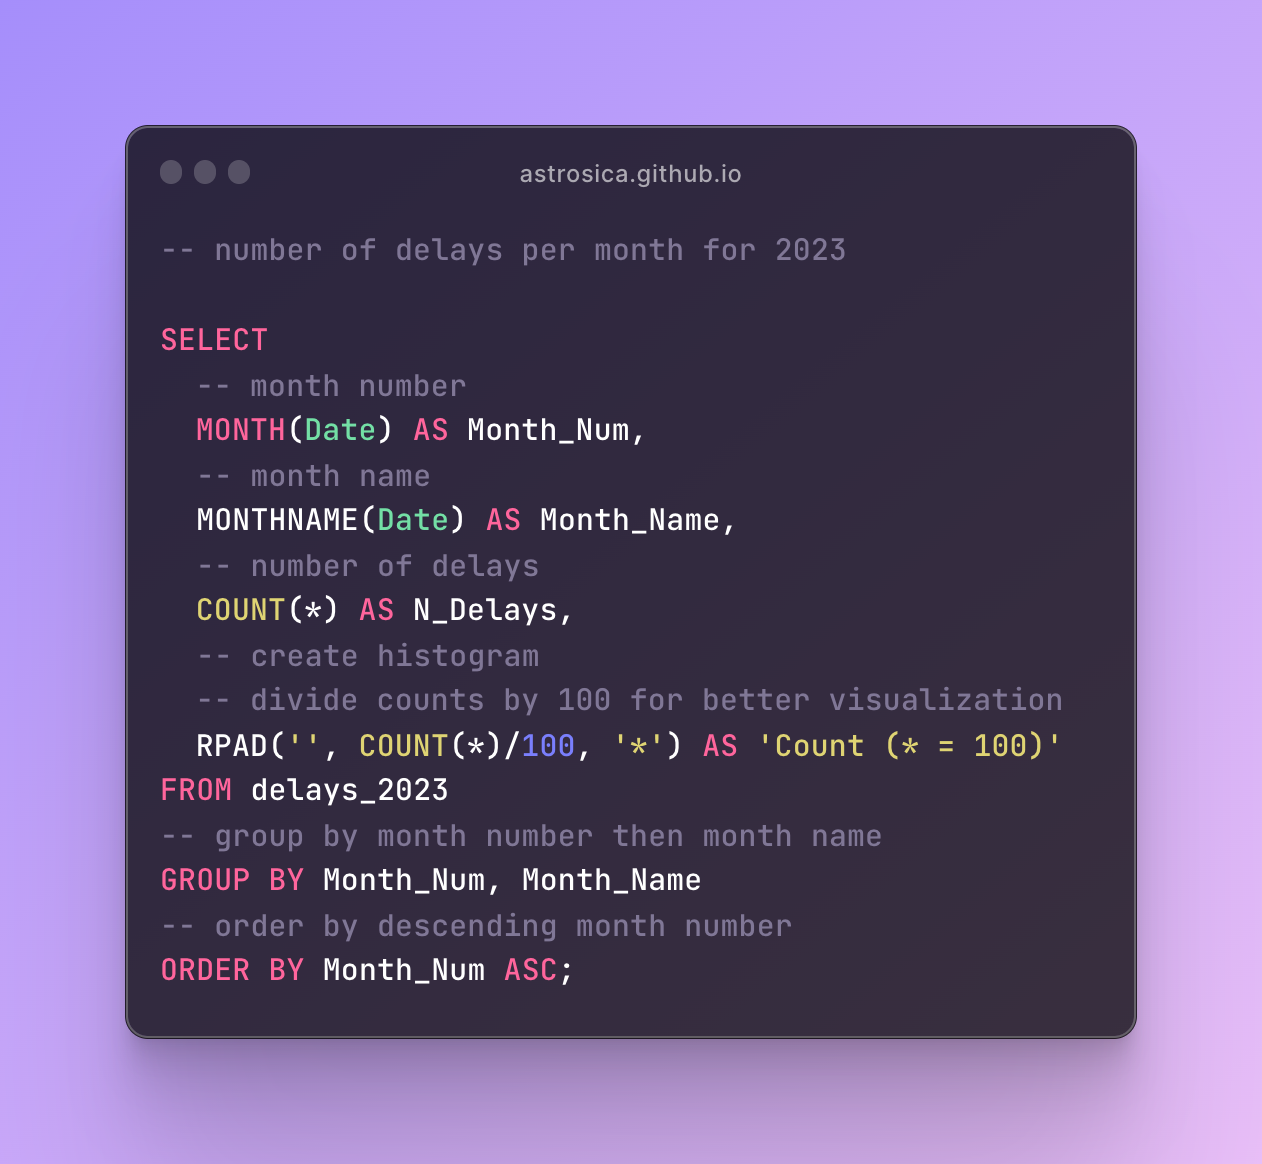 astrosica.github.io
-- number of delays per month for 2023
SELECT
-- month number
MONTH(Date) AS Month_Num,
-- month name
MONTHNAME(Date) AS Month_Name,
-- number of delays
COUNT(*) AS N_Delays,
-- create histogram
-- divide counts by 100 for better visualization
RPAD('', COUNT(*)/100, '*') AS 'Count (* = 100)'
FROM delays_2023
-- group by month number then month name
GROUP BY Month_Num, Month_Name
-- order by descending month number
ORDER BY Month_Num ASC;